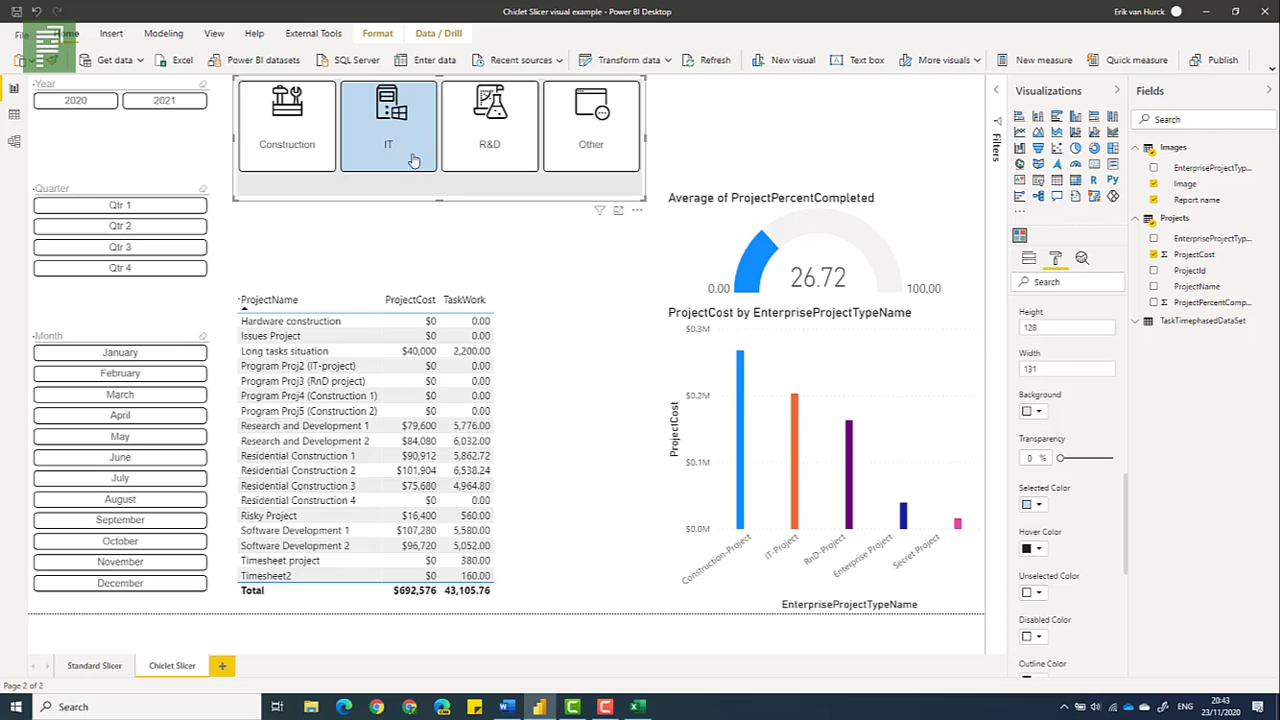 Chiclet Slicer visual example - Power BI Desktop
Erik van Hurck
File Home Insert Modeling View Help External Tools Format Data / Drill
Get data Excel Power BI datasets SQL Server Enter data Recent sources Transform data Refresh New visual Text box More visuals New measure Quick measure Publish
Year
2020 2021
Quarter
Qtr 1
Qtr 2
Qtr 3
Qtr 4
Month
January
February
March
April
May
June
July
August
September
October
November
December
Construction IT R&D Other
ProjectName ProjectCost TaskWork
Hardware construction $0 0.00
Issues Project $0 0.00
Long tasks situation $40,000 2,200.00
Program Proj2 (IT-project) $0 0.00
Program Proj3 (RnD project) $0 0.00
Program Proj4 (Construction 1) $0 0.00
Program Proj5 (Construction 2) $0 0.00
Research and Development 1 $79,600 5,776.00
Research and Development 2 $84,080 6,032.00
Residential Construction 1 $90,912 5,862.72
Residential Construction 2 $101,904 6,538.24
Residential Construction 3 $75,680 4,964.80
Residential Construction 4 $0 0.00
Risky Project $16,400 560.00
Software Development 1 $107,280 5,580.00
Software Development 2 $96,720 5,052.00
Timesheet project $0 380.00
Timesheet2 $0 160.00
Total $692,576 43,105.76
Average of ProjectPercentCompleted
26.72
0.00 100.00
ProjectCost by EnterpriseProjectTypeName
$0.3M
$0.2M
$0.1M
$0.0M
ProjectCost
Construction-Project IT-Project RnD-Project Enterprise Project Secret Project
EnterpriseProjectTypeName
Filters
Visualizations
Search
Height
128
Width
131
Background
Transparency
0 %
Selected Color
Hover Color
Unselected Color
Disabled Color
Outline Color
Fields
Search
Images
EnterpriseProjectTyp...
Image
Report name
Projects
EnterpriseProjectTyp...
ProjectCost
ProjectId
ProjectName
ProjectPercentComp...
TaskTimephasedDataSet
Standard Slicer Chiclet Slicer
Page 2 of 2
Search
ENG
20:43
23/11/2020